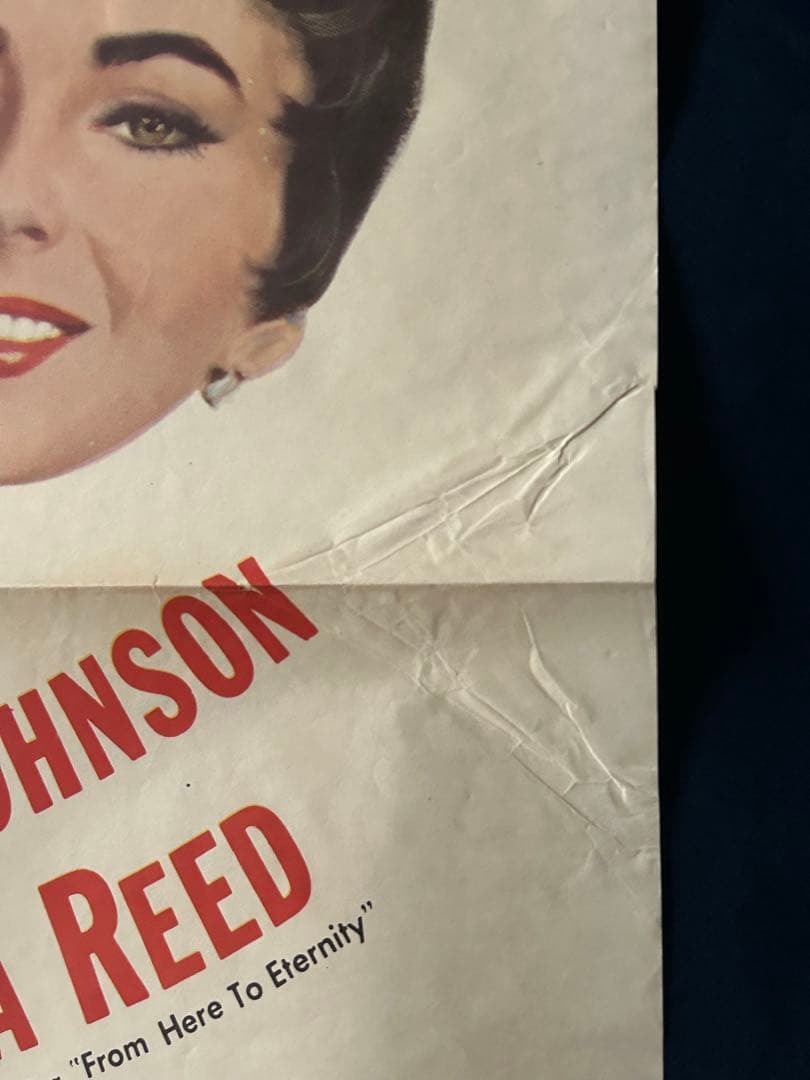 OHNSON
A REED
"From Here To Eternity"